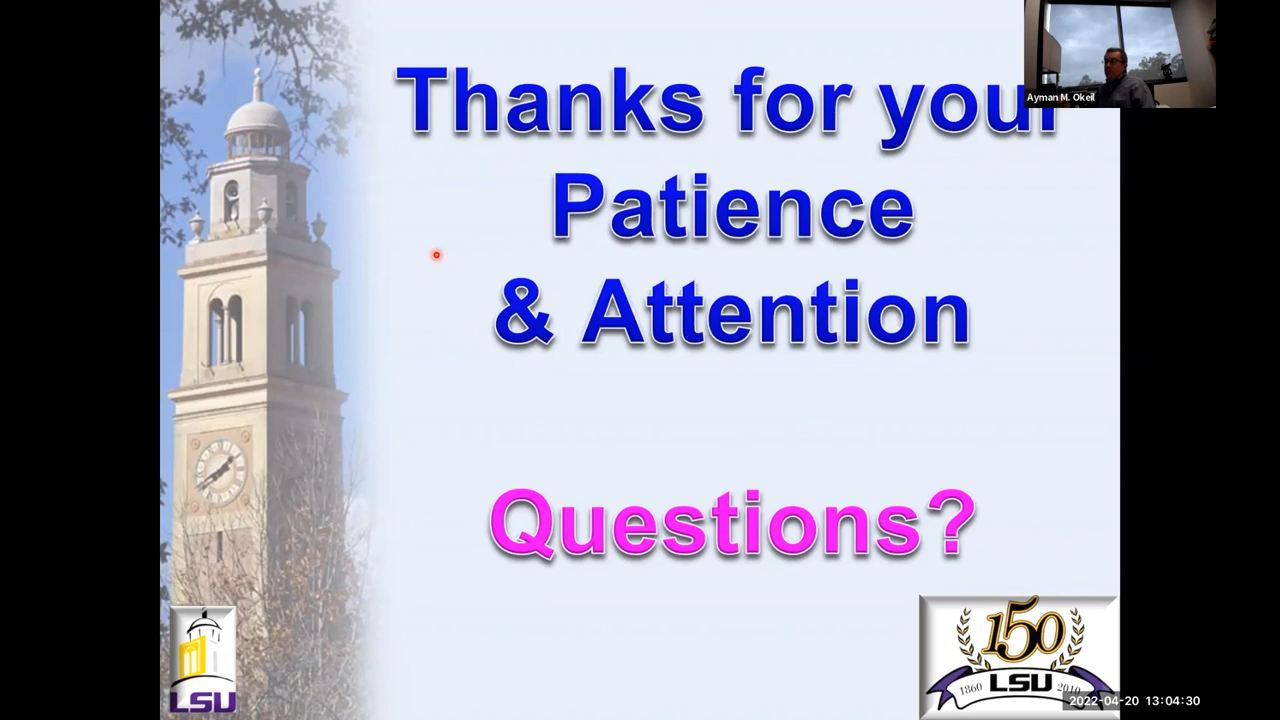 Thanks for your
Patience
& Attention
Questions?
Ayman M. Okeil
LSU
150
1860 LSU 2010
2022-04-20 13:04:30